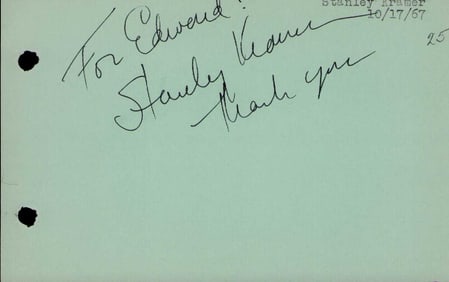 Stanley Kramer
10/17/67
25
For Edward!
Stanley Kramer
Thank you